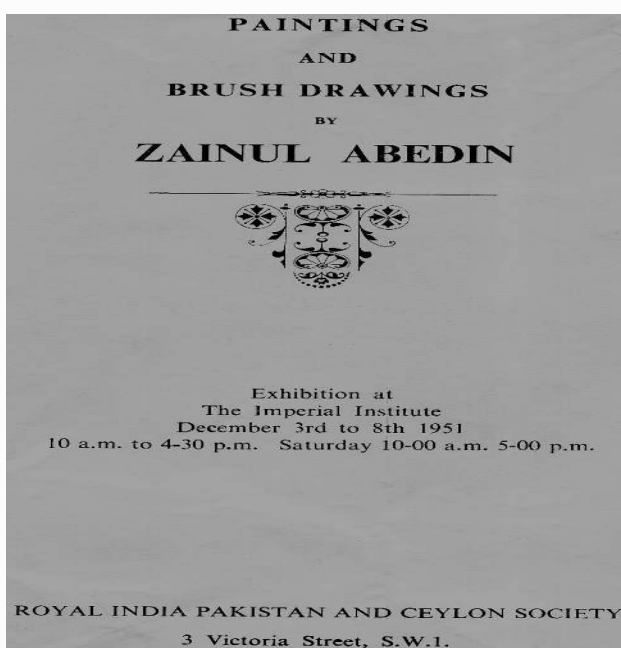 PAINTINGS
AND
BRUSH DRAWINGS
BY
ZAINUL ABEDIN
Exhibition at
The Imperial Institute
December 3rd to 8th 1951
10 a.m. to 4-30 p.m. Saturday 10-00 a.m. 5-00 p.m.
ROYAL INDIA PAKISTAN AND CEYLON SOCIETY
3 Victoria Street, S.W.1.